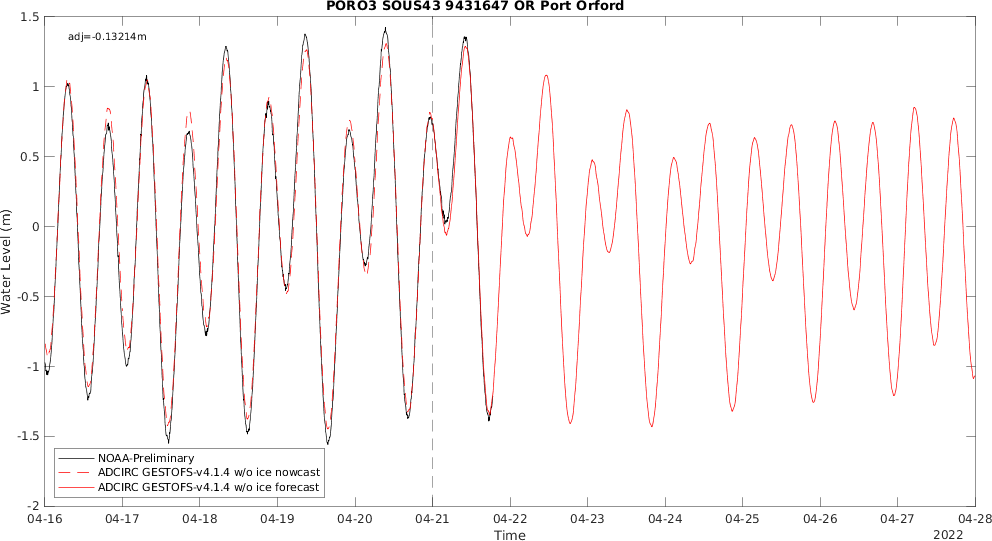 PORO3 SOUS43 9431647 OR Port Orford
adj=-0.13214m
1.5
1
0.5
0
-0.5
-1
-1.5
-2
Water Level (m)
NOAA-Preliminary
ADCIRC GESTOFS-v4.1.4 w/o ice nowcast
ADCIRC GESTOFS-v4.1.4 w/o ice forecast
04-16 04-17 04-18 04-19 04-20 04-21 04-22 04-23 04-24 04-25 04-26 04-27 04-28
Time
2022